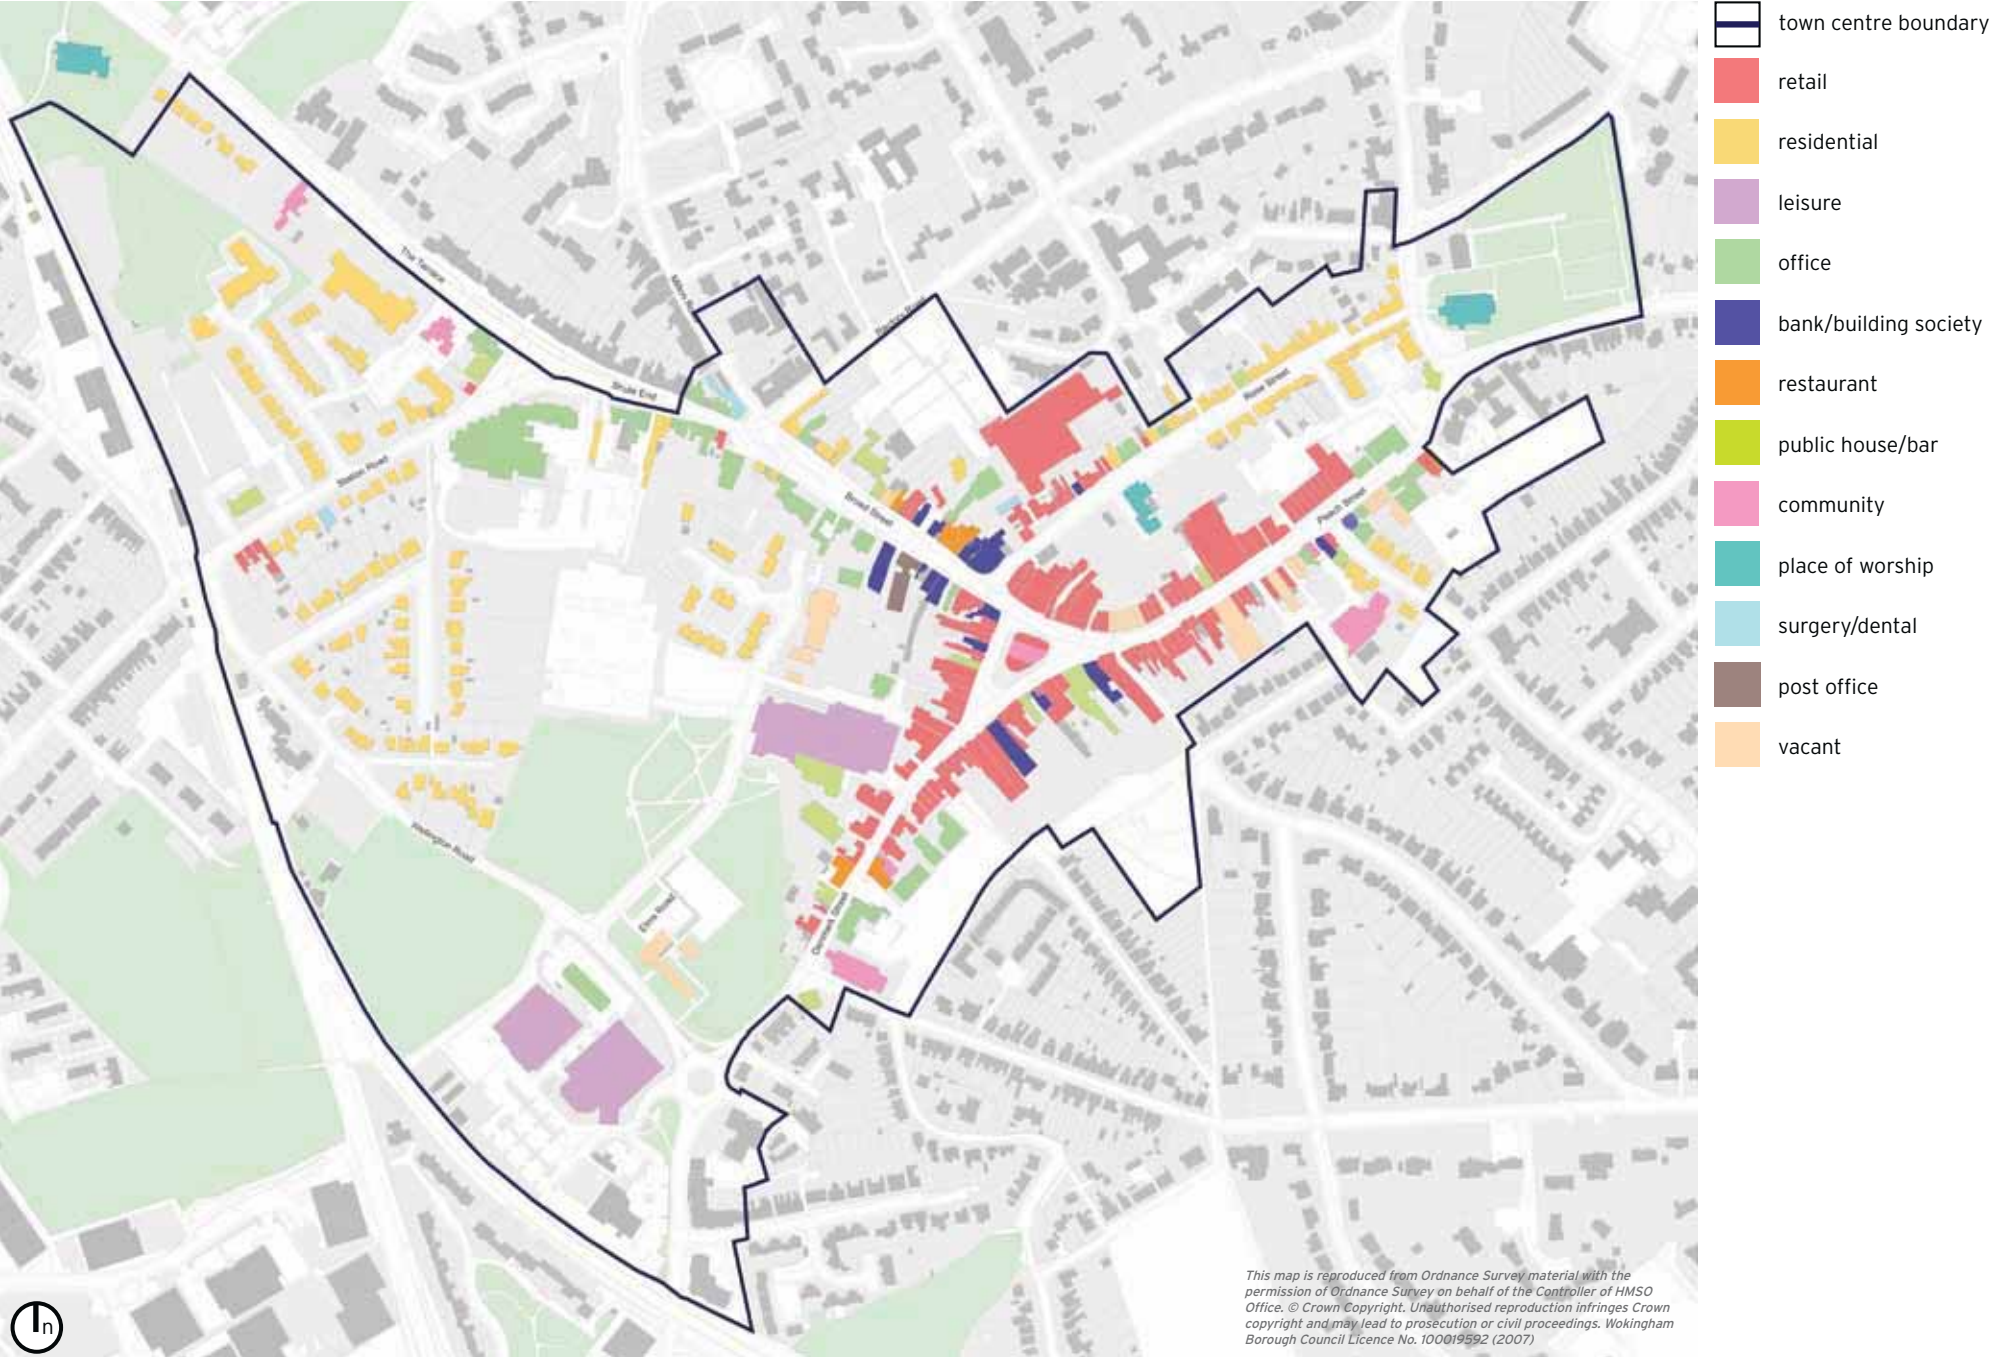 town centre boundary
retail
residential
leisure
office
bank/building society
restaurant
public house/bar
community
place of worship
surgery/dental
post office
vacant
The Terrace
Milton Road
Shute End
Rose Street
Station Road
Broad Street
Peach Street
Wellington Road
Elms Road
Denmark Street
This map is reproduced from Ordnance Survey material with the
permission of Ordnance Survey on behalf of the Controller of HMSO
Office. © Crown Copyright. Unauthorised reproduction infringes Crown
copyright and may lead to prosecution or civil proceedings. Wokingham
Borough Council Licence No. 100019592 (2007)
n